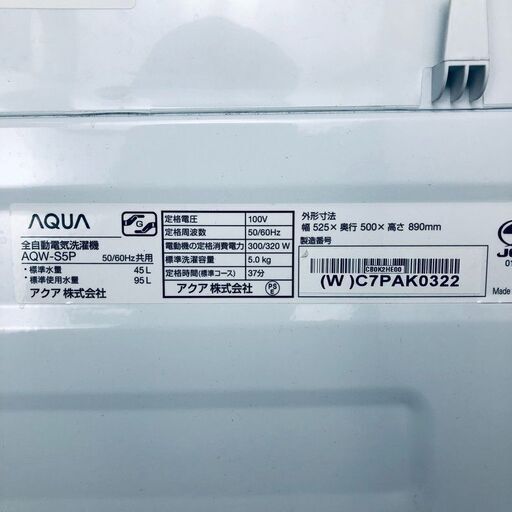 AQUA
G
全自動電気洗濯機
AQW-S5P 50/60Hz共用
・標準水量 45L
・標準使用水量 95L
アクア 株式会社
定格電圧 100V
定格周波数 50/60Hz
電動機の定格消費電力 300/320 W
標準洗濯容量 5.0 kg
定格時間(標準コース) 37分
アクア 株式会社
PS
E
外形寸法
幅 525× 奥行 500× 高さ 890mm
製造番号
CB0K2HE00
(W )C7PAK0322
01
Made